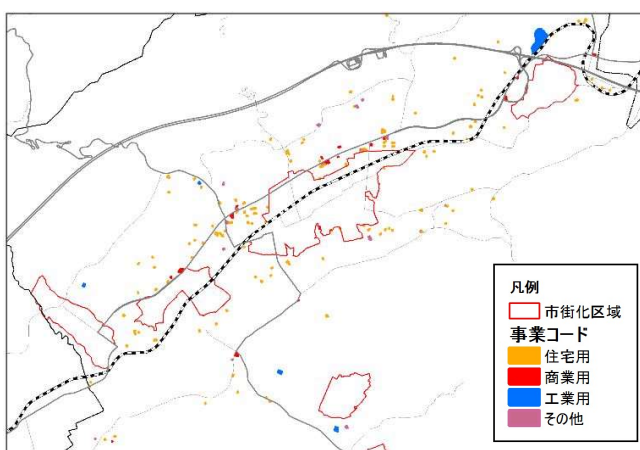 凡例
市街化区域
事業コード
住宅用
商業用
工業用
その他